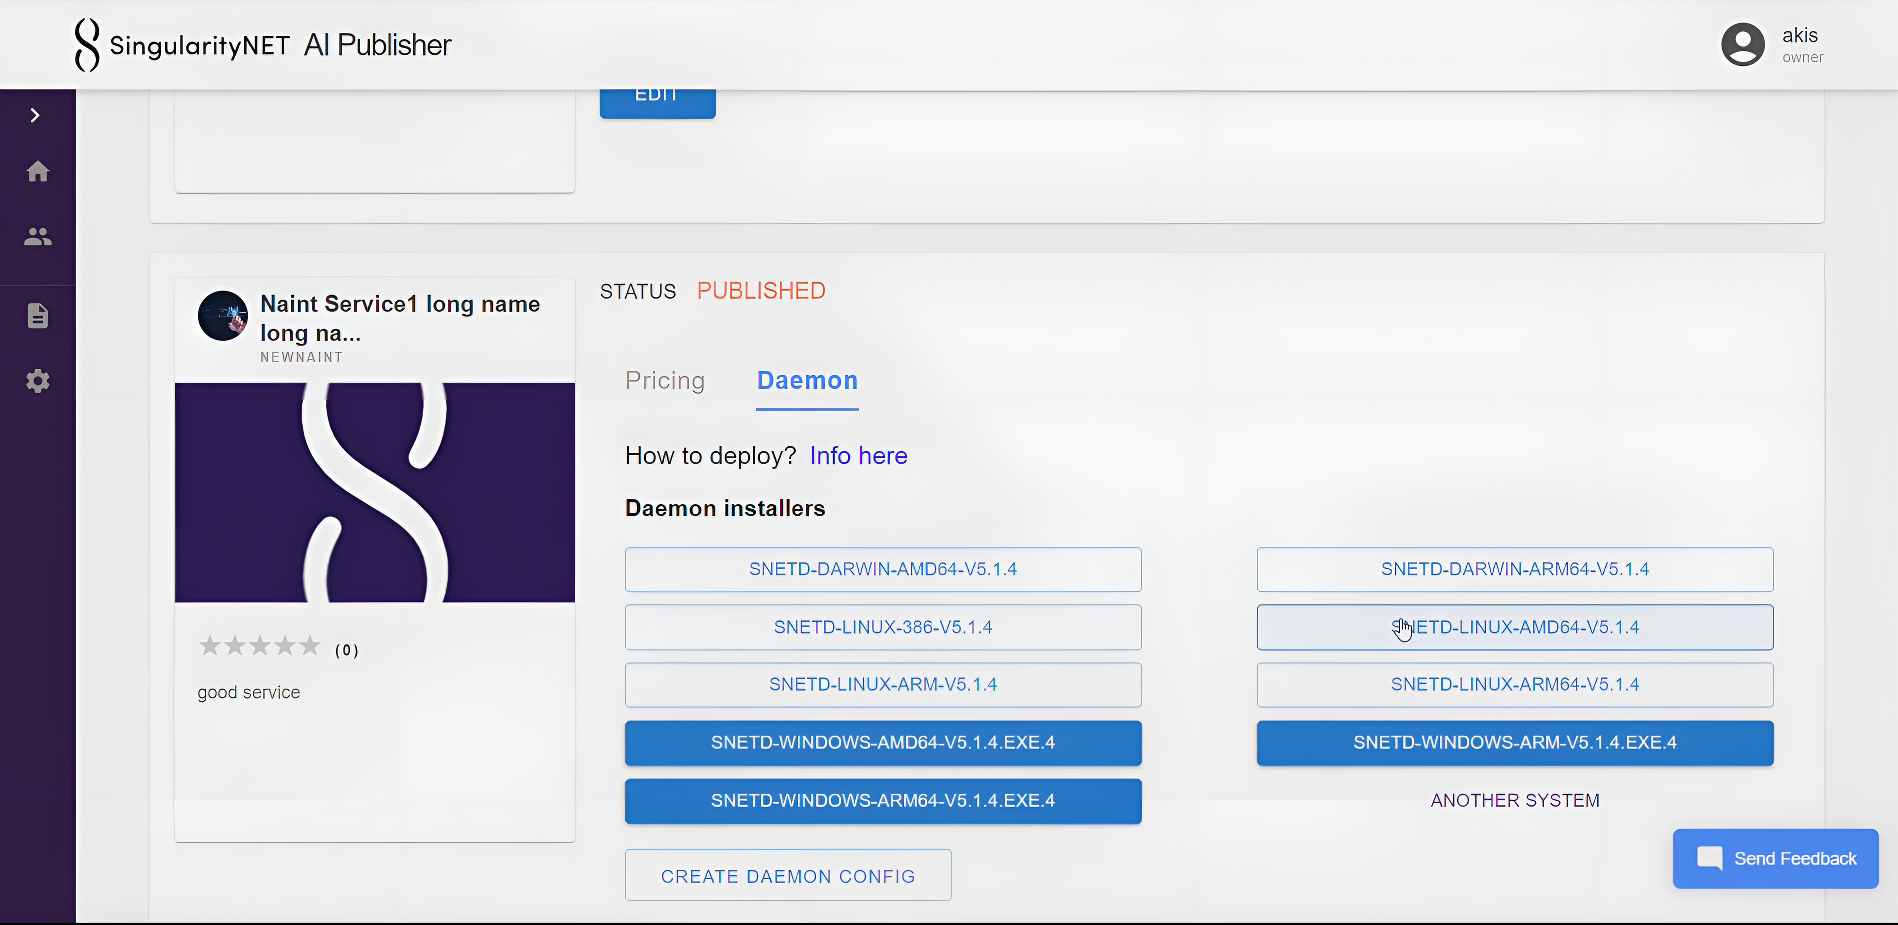 SingularityNET AI Publisher
akis
owner
EDIT
Naint Service1 long name
long na...
NEWNAINT
(0)
good service
STATUS PUBLISHED
Pricing Daemon
How to deploy? Info here
Daemon installers
SNETD-DARWIN-AMD64-V5.1.4 SNETD-DARWIN-ARM64-V5.1.4
SNETD-LINUX-386-V5.1.4 SNETD-LINUX-AMD64-V5.1.4
SNETD-LINUX-ARM-V5.1.4 SNETD-LINUX-ARM64-V5.1.4
SNETD-WINDOWS-AMD64-V5.1.4.EXE.4 SNETD-WINDOWS-ARM-V5.1.4.EXE.4
SNETD-WINDOWS-ARM64-V5.1.4.EXE.4 ANOTHER SYSTEM
CREATE DAEMON CONFIG
Send Feedback